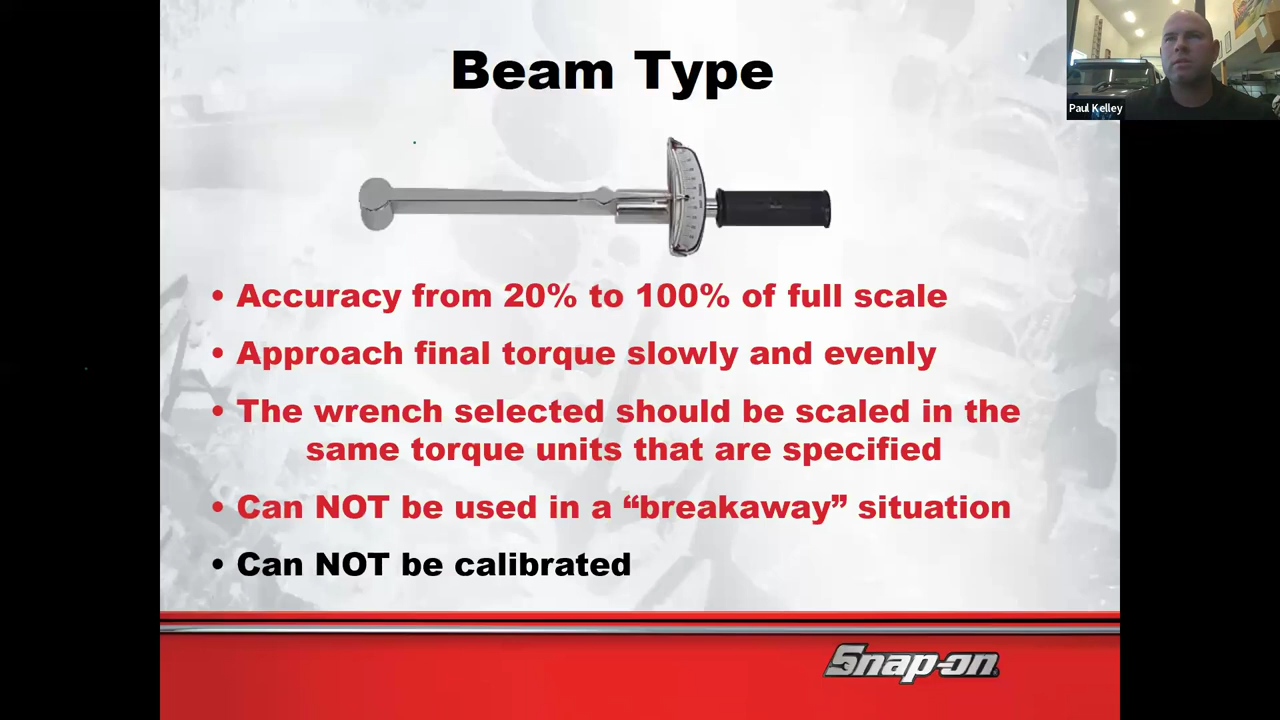 Beam Type
Paul Kelley
• Accuracy from 20% to 100% of full scale
• Approach final torque slowly and evenly
• The wrench selected should be scaled in the
same torque units that are specified
• Can NOT be used in a “breakaway” situation
• Can NOT be calibrated
Snap-on